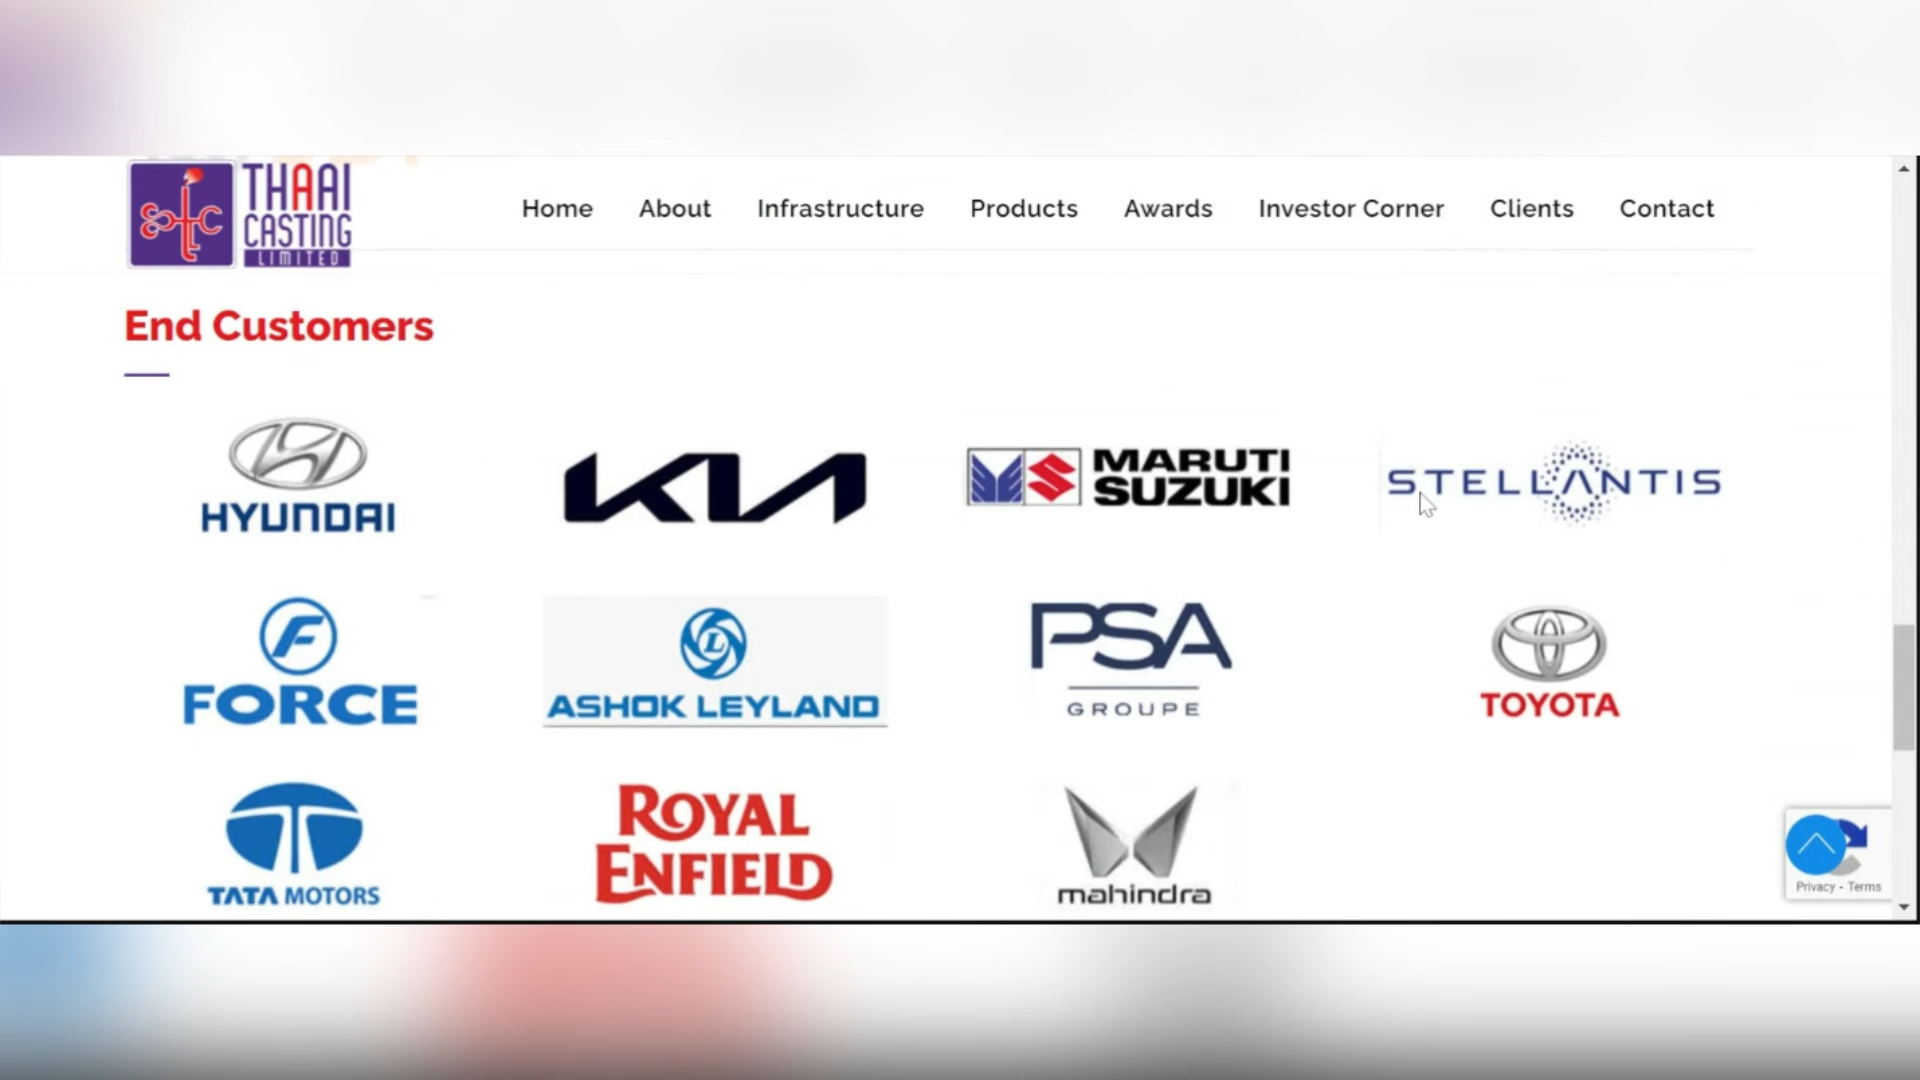 THAAI
CASTING
LIMITED
Home About Infrastructure Products Awards Investor Corner Clients Contact
End Customers
HYUNDAI
KIA
MARUTI
SUZUKI
STELLANTIS
F
FORCE
L
ASHOK LEYLAND
PSA
GROUPE
TOYOTA
TATA MOTORS
ROYAL
ENFIELD
mahindra
Privacy - Terms